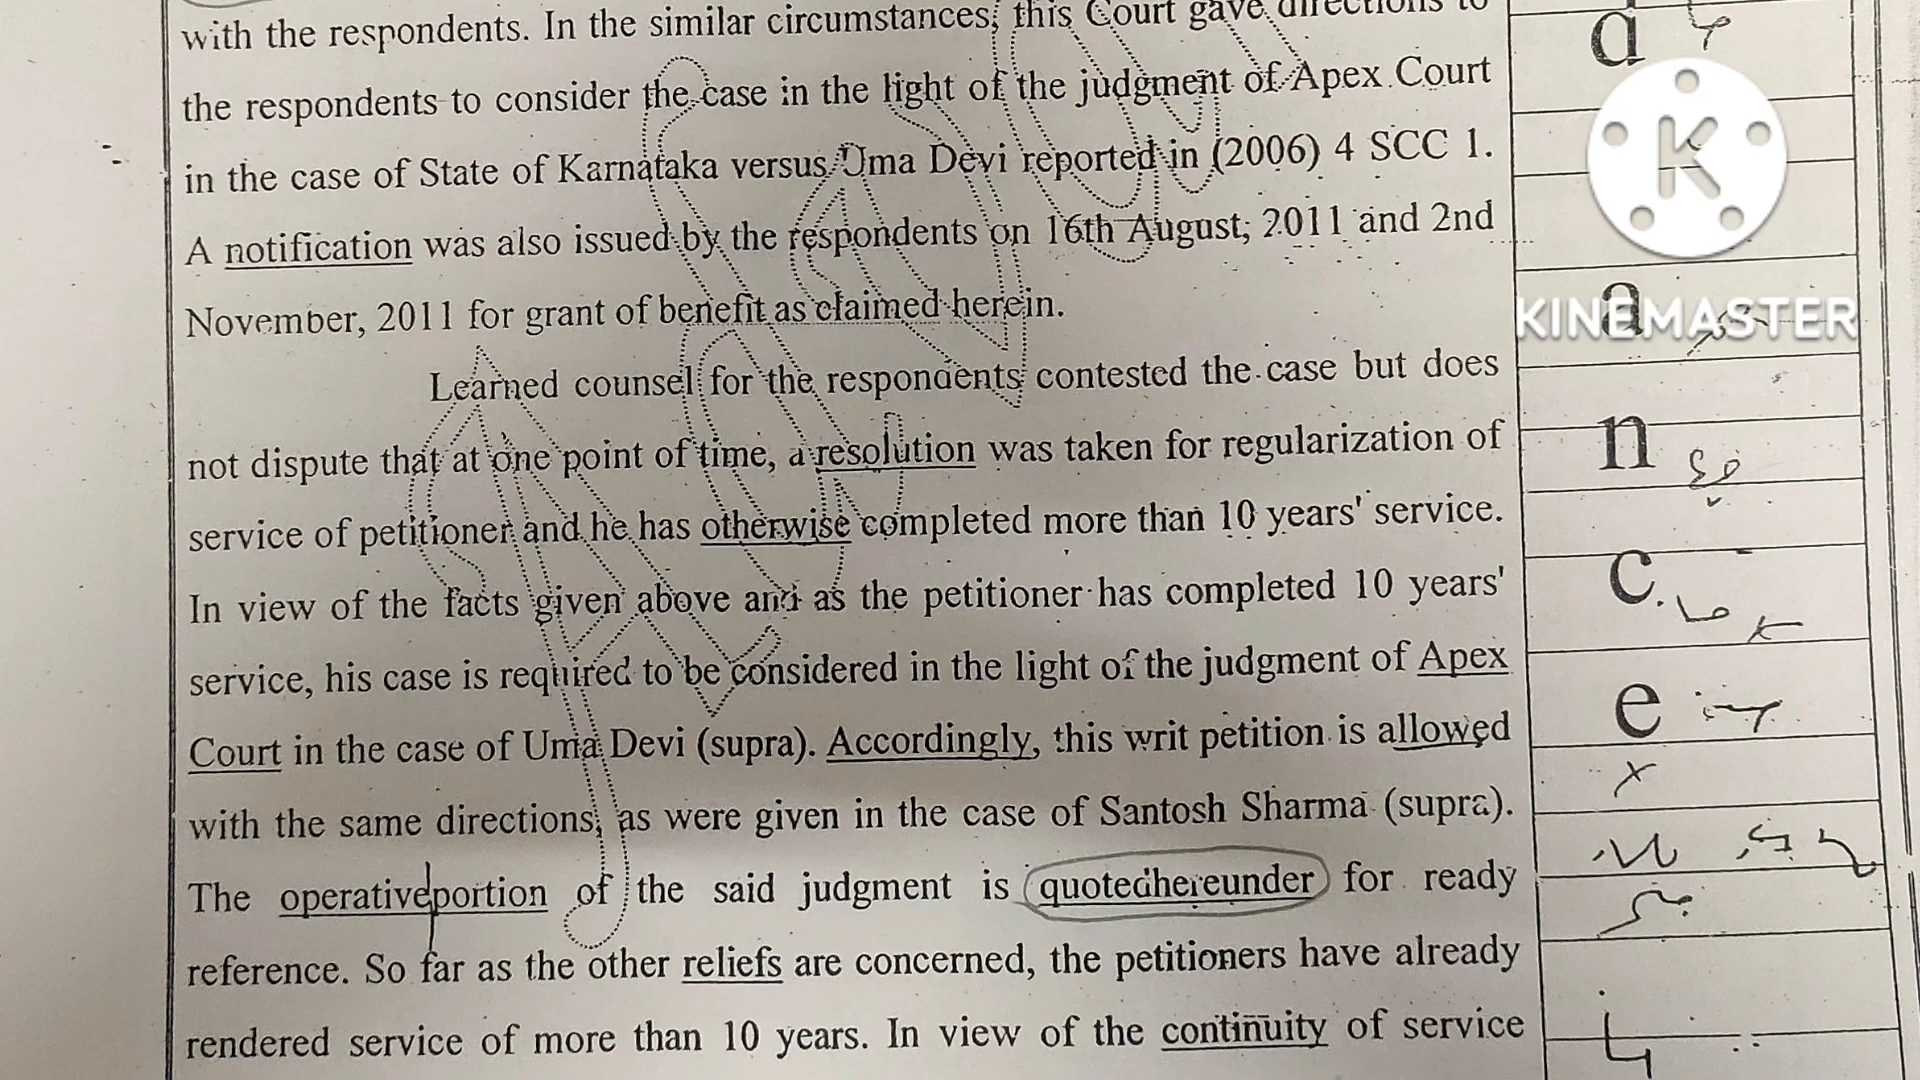 with the respondents. In the similar circumstances, this Court gave directions to
the respondents to consider the case in the light of the judgment of Apex Court
in the case of State of Karnataka versus Uma Devi reported in (2006) 4 SCC 1.
A notification was also issued by the respondents on 16th August, 2011 and 2nd
November, 2011 for grant of benefit as claimed herein.
Learned counsel for the respondents contested the case but does
not dispute that at one point of time, a resolution was taken for regularization of
service of petitioner and he has otherwise completed more than 10 years' service.
In view of the facts given above and as the petitioner has completed 10 years'
service, his case is required to be considered in the light of the judgment of Apex
Court in the case of Uma Devi (supra). Accordingly, this writ petition is allowed
with the same directions, as were given in the case of Santosh Sharma (supra).
The operative portion of the said judgment is quotedhereunder for ready
reference. So far as the other reliefs are concerned, the petitioners have already
rendered service of more than 10 years. In view of the continuity of service
d
a
n
c.
e
K
KINEMASTER